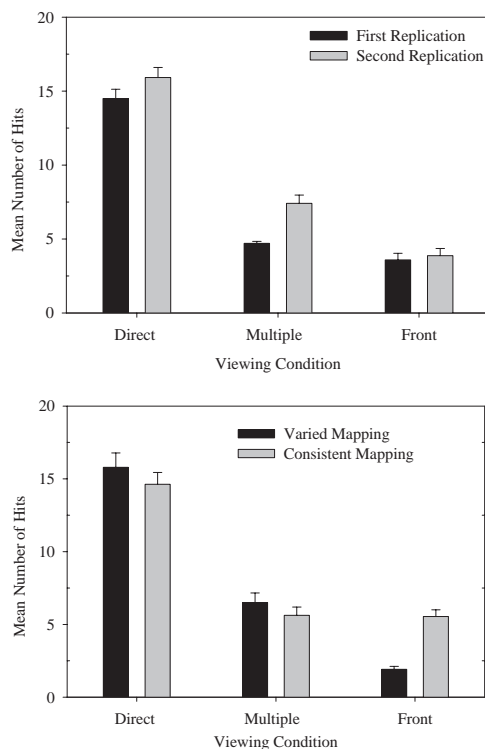 20
First Replication
Second Replication
15
10
5
0
Mean Number of Hits
Direct Multiple Front
Viewing Condition
20
Varied Mapping
Consistent Mapping
15
10
5
0
Mean Number of Hits
Direct Multiple Front
Viewing Condition